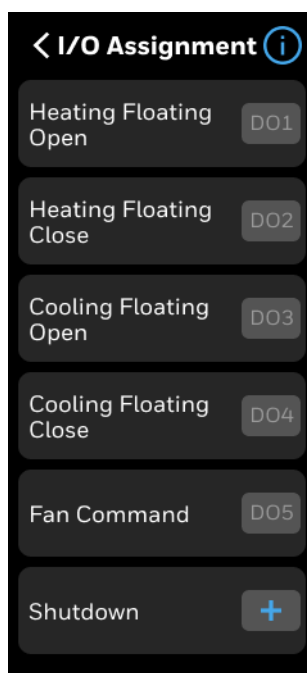 < I/O Assignment i
Heating Floating
Open
DO1
Heating Floating
Close
DO2
Cooling Floating
Open
DO3
Cooling Floating
Close
DO4
Fan Command
DO5
Shutdown
+